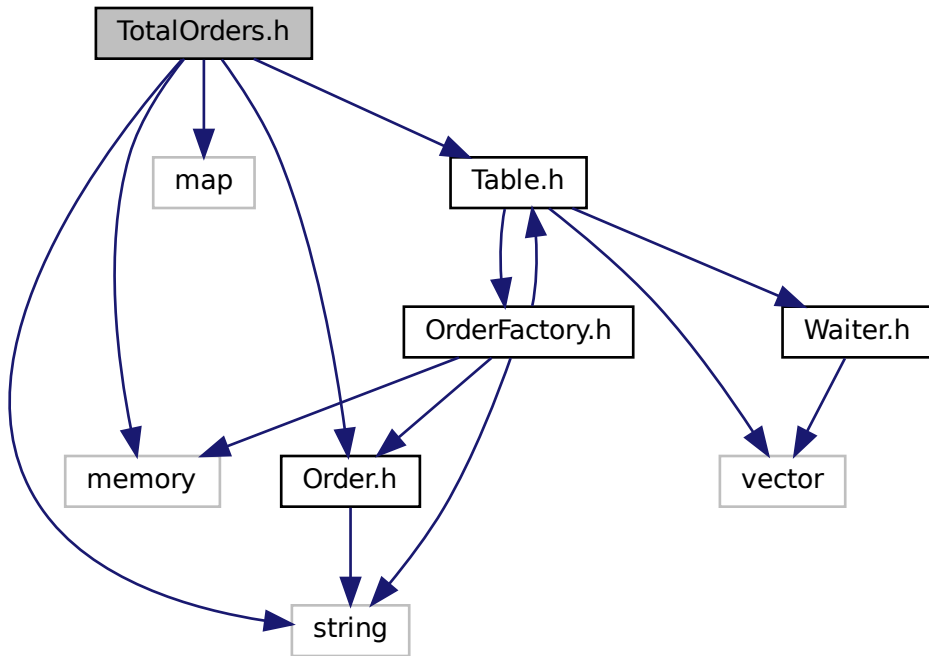 TotalOrders.h
map
Table.h
OrderFactory.h
Waiter.h
memory
Order.h
vector
string